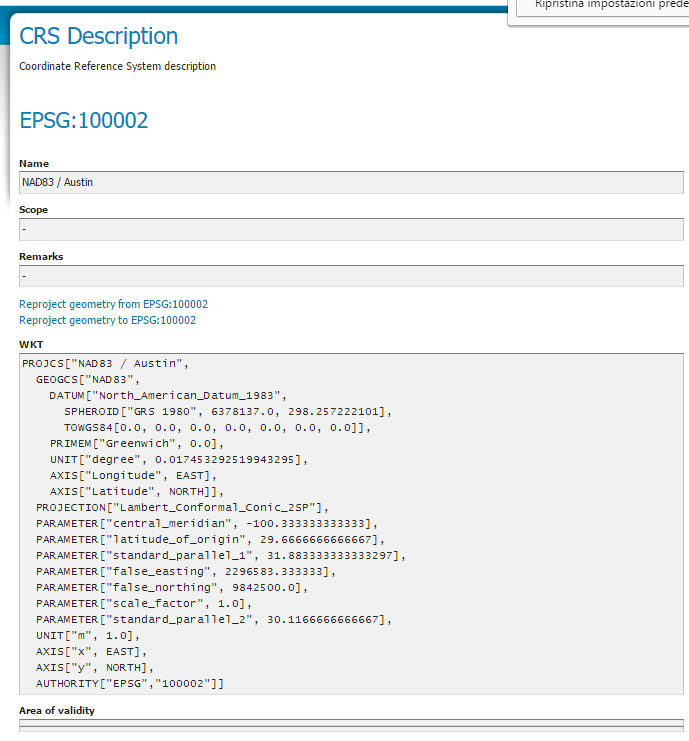 Ripristina impostazioni prede
CRS Description
Coordinate Reference System description
EPSG:100002
Name
NAD83 / Austin
Scope
-
Remarks
-
Reproject geometry from EPSG:100002
Reproject geometry to EPSG:100002
WKT
PROJCS["NAD83 / Austin",
GEOGCS["NAD83",
DATUM["North_American_Datum_1983",
SPHEROID["GRS 1980", 6378137.0, 298.257222101],
TOWGS84[0.0, 0.0, 0.0, 0.0, 0.0, 0.0, 0.0]],
PRIMEM["Greenwich", 0.0],
UNIT["degree", 0.017453292519943295],
AXIS["Longitude", EAST],
AXIS["Latitude", NORTH]],
PROJECTION["Lambert_Conformal_Conic_2SP"],
PARAMETER["central_meridian", -100.333333333333],
PARAMETER["latitude_of_origin", 29.6666666666667],
PARAMETER["standard_parallel_1", 31.883333333333297],
PARAMETER["false_easting", 2296583.333333],
PARAMETER["false_northing", 9842500.0],
PARAMETER["scale_factor", 1.0],
PARAMETER["standard_parallel_2", 30.1166666666667],
UNIT["m", 1.0],
AXIS["x", EAST],
AXIS["y", NORTH],
AUTHORITY["EPSG","100002"]]
Area of validity